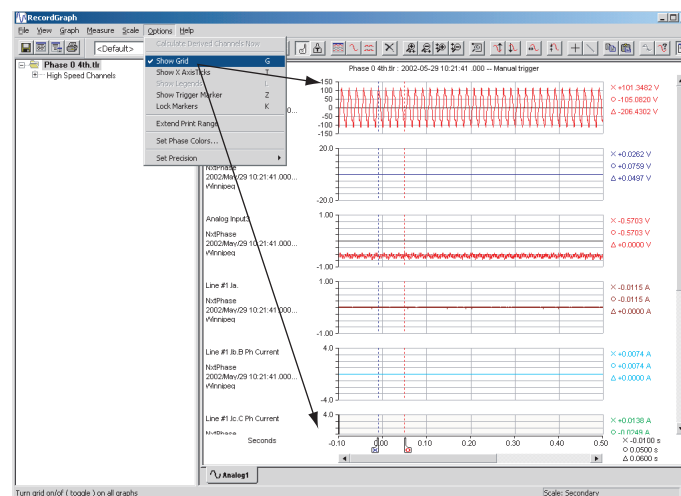 RecordGraph
File View Graph Measure Scale Options Help
<Default>
Calculate Derived Channels Now
Show Grid G
Show X AxisTicks T
Show Legends L
Show Trigger Marker Z
Lock Markers K
Extend Print Range
Set Phase Colors...
Set Precision
Phase 0 4th.tlr
High Speed Channels
Phase 0 4th.tlr : 2002-05-29 10:21:41 .000 -- Manual trigger
150
100
50
0
-50
-100
-150
× +101.3482 V
○ -105.0820 V
△ -206.4302 V
20.0
-20.0
NxtPhase
2002/May/29 10:21:41.000...
Winnipeg
× +0.0262 V
○ +0.0759 V
△ +0.0497 V
Analog Input3
NxtPhase
2002/May/29 10:21:41.000...
Winnipeg
1.00
-1.00
× -0.5703 V
○ -0.5703 V
△ +0.0000 V
Line #1.Ia.
NxtPhase
2002/May/29 10:21:41.000...
Winnipeg
1.00
-1.00
× -0.0115 A
○ -0.0115 A
△ +0.0000 A
Line #1.Ib.B Ph Current
NxtPhase
2002/May/29 10:21:41.000...
Winnipeg
4.0
-4.0
× +0.0074 A
○ +0.0074 A
△ +0.0000 A
Line #1.Ic.C Ph Current
NxtPhase
4.0
× +0.0138 A
○ -0.0249 A
Seconds
-0.10 0.00 0.10 0.20 0.30 0.40 0.50
× -0.0100 s
○ 0.0500 s
△ 0.0600 s
Analog1
Turn grid on/of ( toggle ) on all graphs
Scale: Secondary